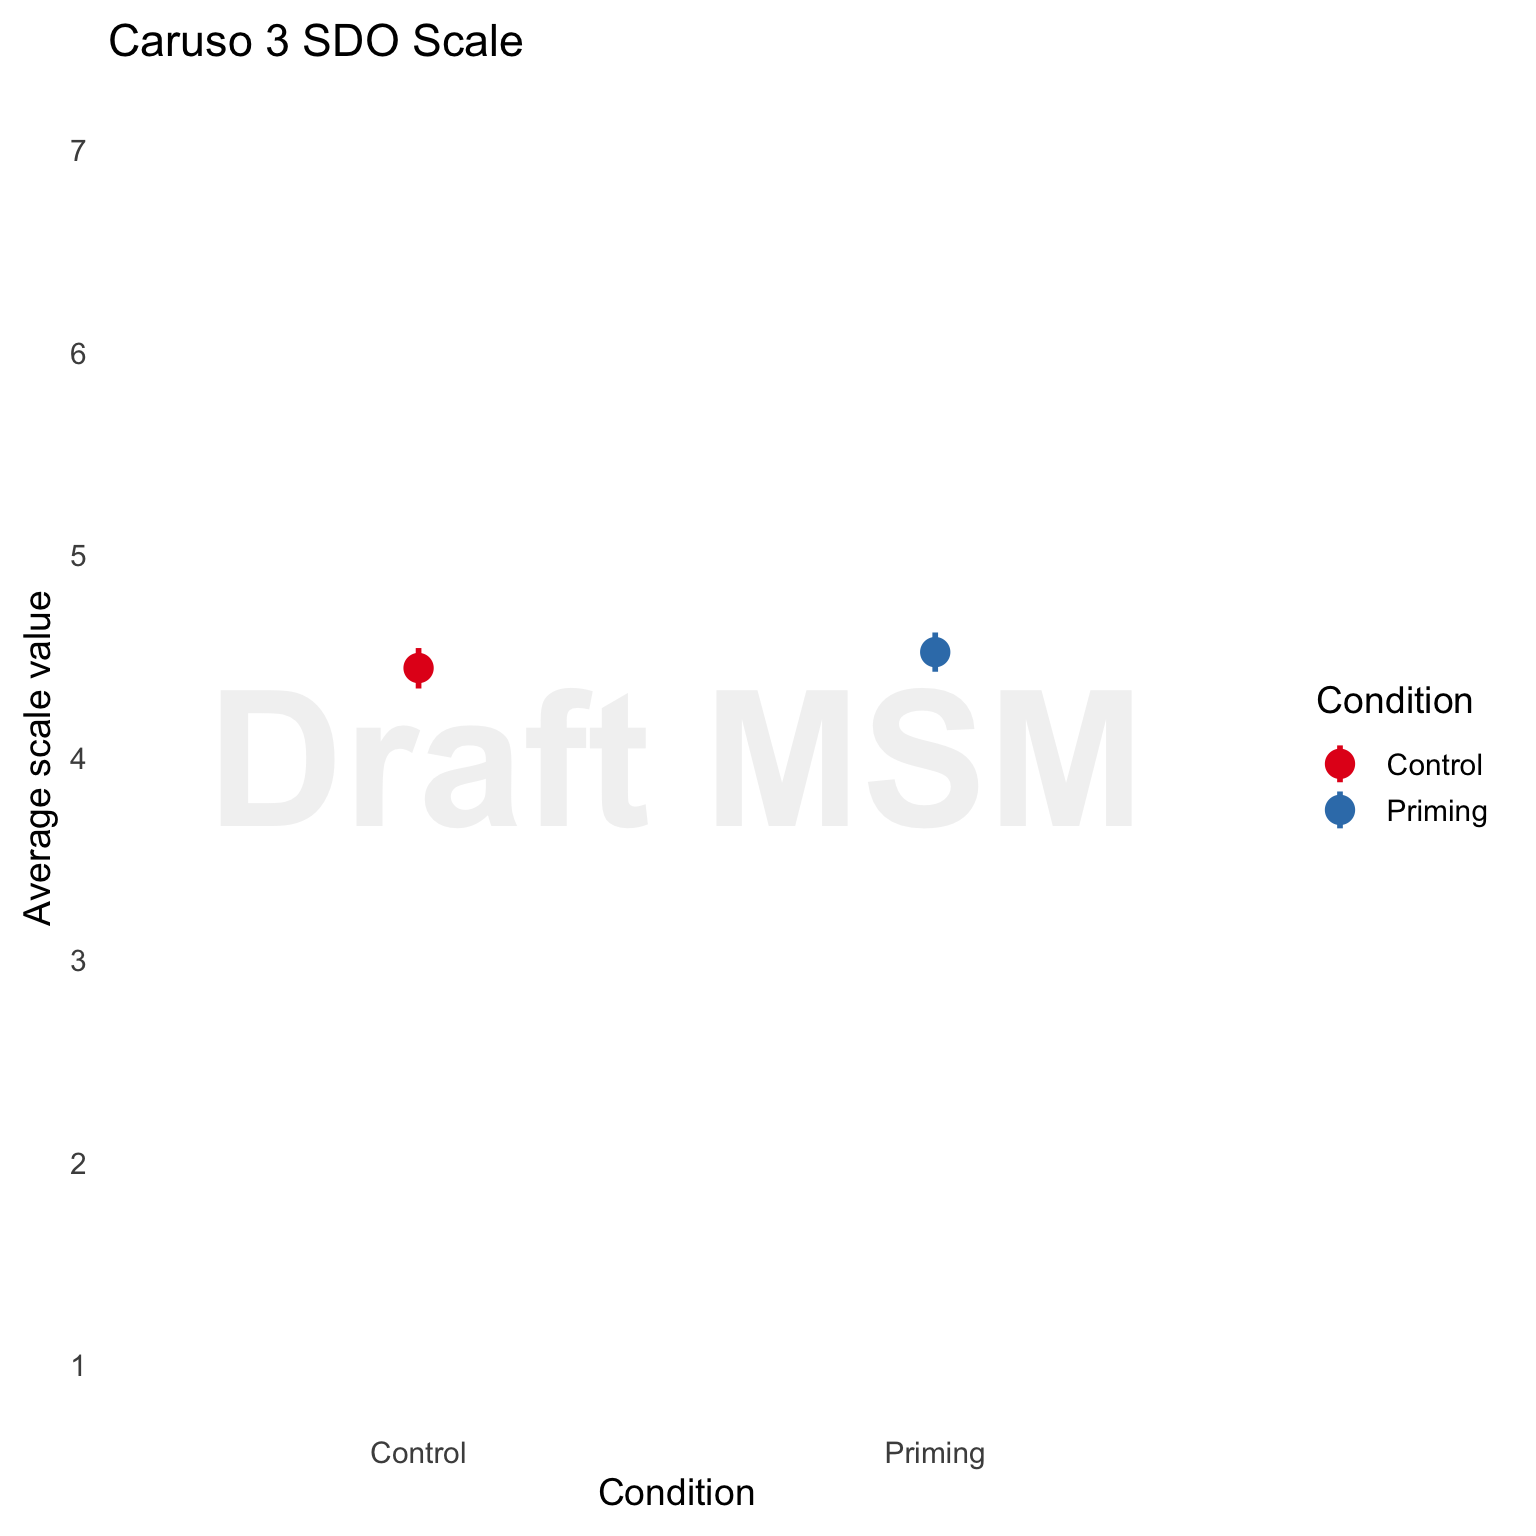 Caruso 3 SDO Scale
7
6
5
4
3
2
1
Average scale value
Draft MSM
Control
Priming
Condition
Condition
Control
Priming